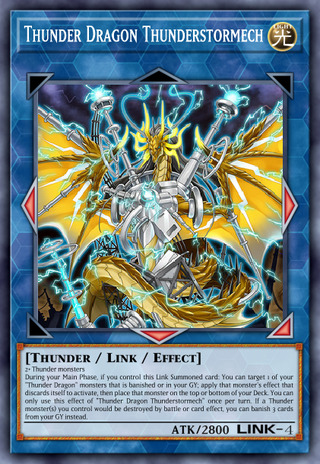 Thunder Dragon Thunderstormech
LIGHT
光
[Thunder / Link / Effect]
2+ Thunder monsters
During your Main Phase, if you control this Link Summoned card: You can target 1 of your
"Thunder Dragon" monsters that is banished or in your GY; apply that monster's effect that
discards itself to activate, then place that monster on the top or bottom of your Deck. You can
only use this effect of "Thunder Dragon Thunderstormech" once per turn. If a Thunder
monster(s) you control would be destroyed by battle or card effect, you can banish 3 cards
from your GY instead.
ATK/2800 LINK-4